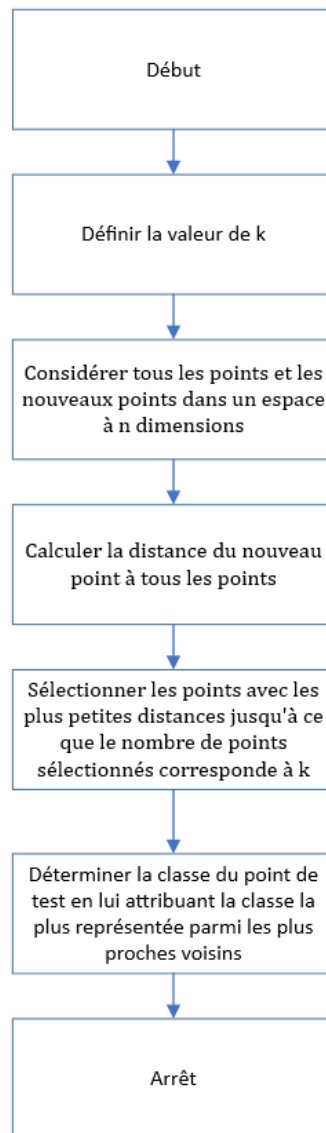 Début
Définir la valeur de k
Considérer tous les points et les
nouveaux points dans un espace
à n dimensions
Calculer la distance du nouveau
point à tous les points
Sélectionner les points avec les
plus petites distances jusqu'à ce
que le nombre de points
sélectionnés corresponde à k
Déterminer la classe du point de
test en lui attribuant la classe la
plus représentée parmi les plus
proches voisins
Arrêt